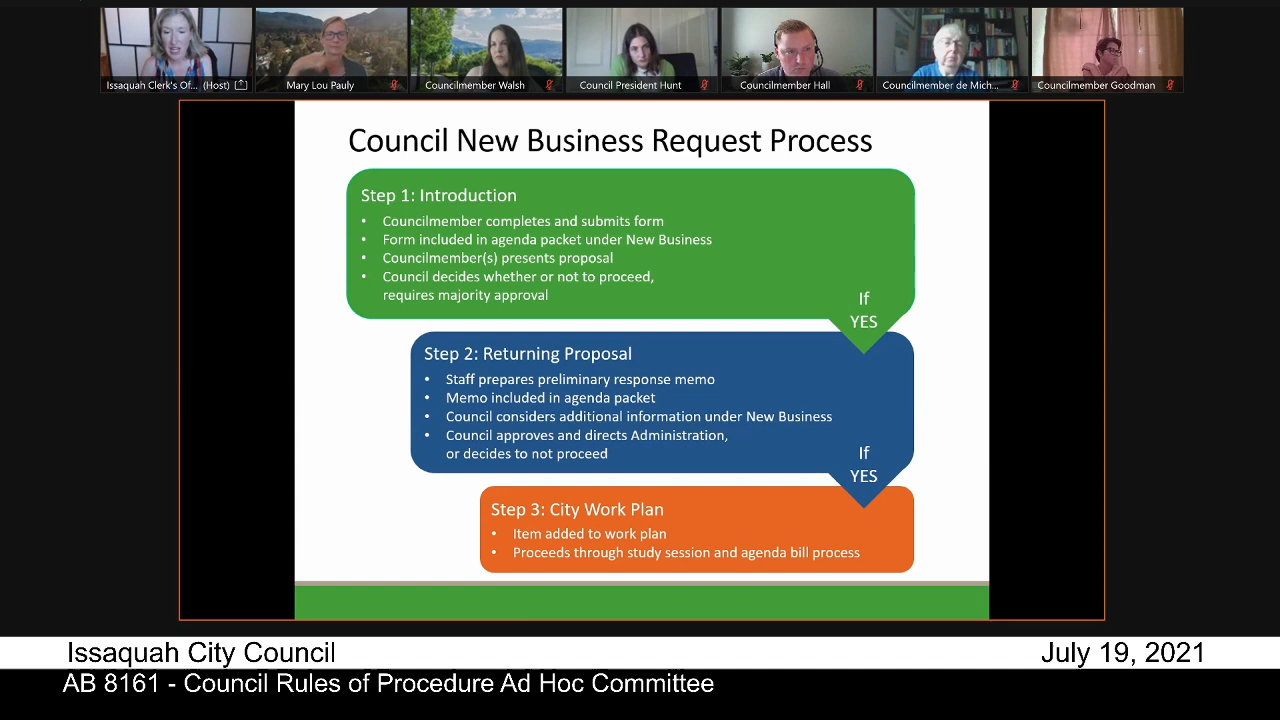 Issaquah Clerk's Of... (Host)
Mary Lou Pauly
Councilmember Walsh
Council President Hunt
Councilmember Hall
Councilmember de Mich...
Councilmember Goodman
Council New Business Request Process
Step 1: Introduction
• Councilmember completes and submits form
• Form included in agenda packet under New Business
• Councilmember(s) presents proposal
• Council decides whether or not to proceed,
requires majority approval
If
YES
Step 2: Returning Proposal
• Staff prepares preliminary response memo
• Memo included in agenda packet
• Council considers additional information under New Business
• Council approves and directs Administration,
or decides to not proceed
If
YES
Step 3: City Work Plan
• Item added to work plan
• Proceeds through study session and agenda bill process
Issaquah City Council
July 19, 2021
AB 8161 - Council Rules of Procedure Ad Hoc Committee